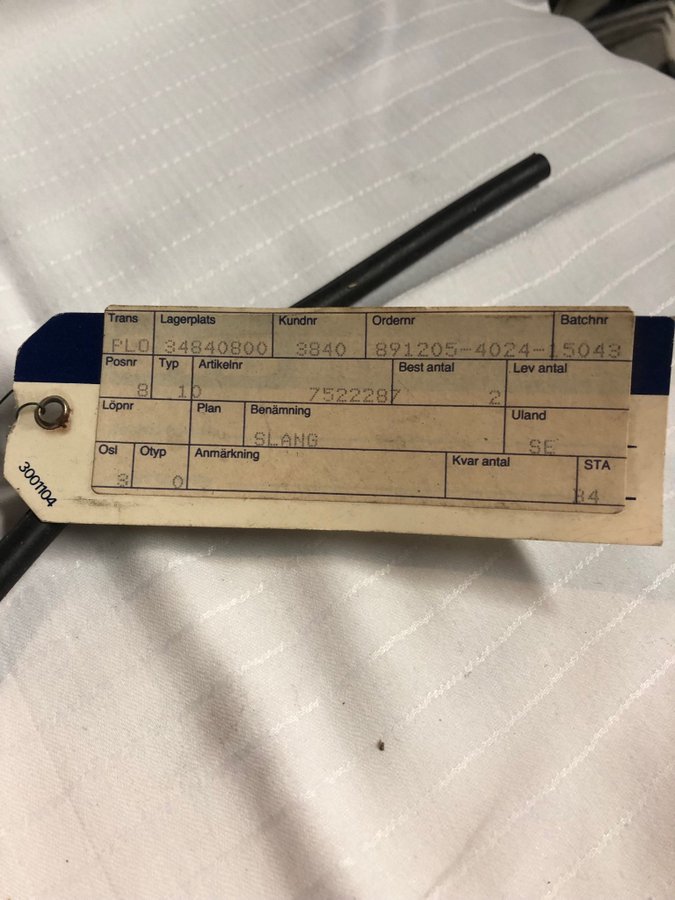 Trans Lagerplats Kundnr Ordernr Batchnr
PLO 34840800 3840 891205-4024-15043
Posnr Typ Artikelnr Best antal Lev antal
8 10 7522287 2
Löpnr Plan Benämning Uland
SLANG SE
Osl Otyp Anmärkning Kvar antal STA
3 0 84
3001104